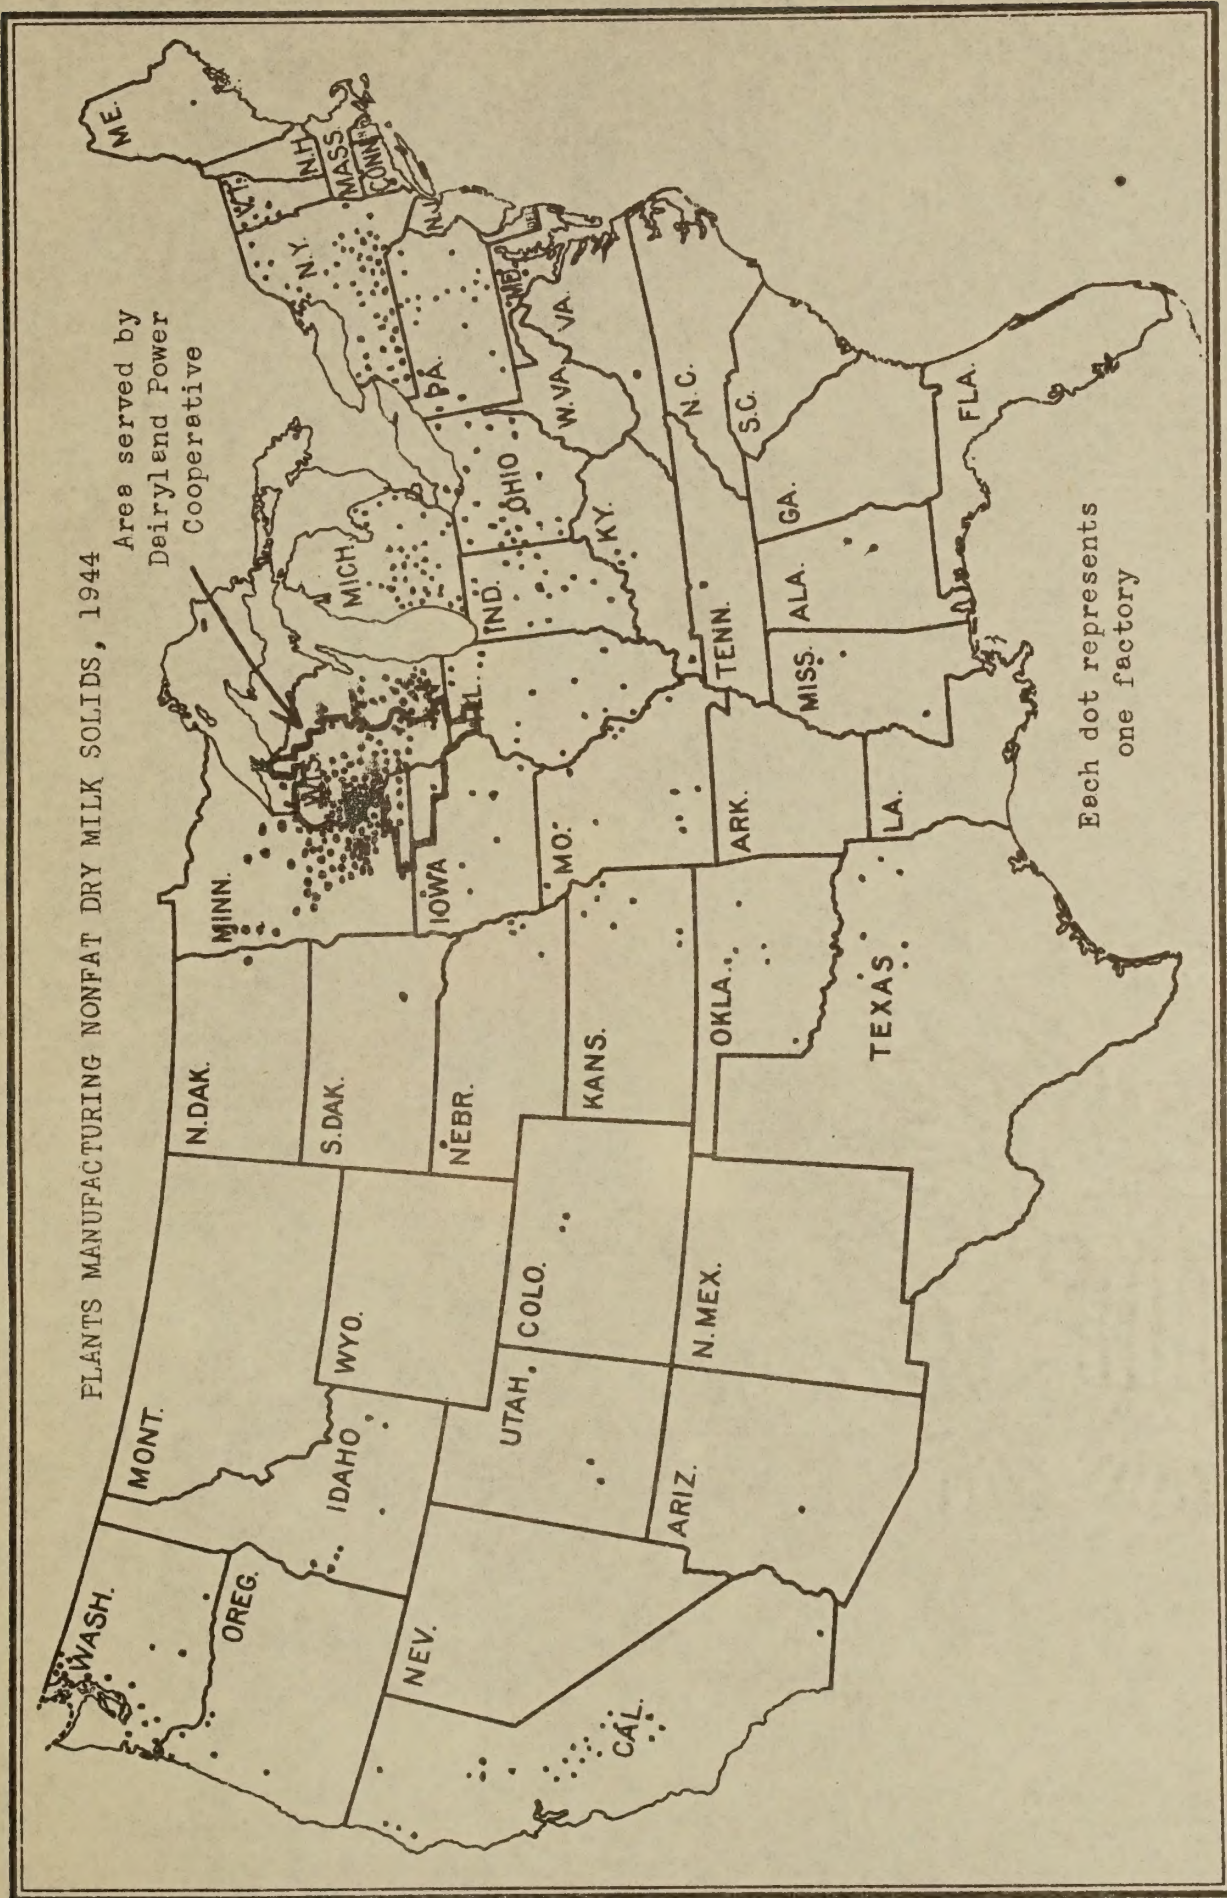 PLANTS MANUFACTURING NONFAT DRY MILK SOLIDS, 1944
Area served by
Dairyland Power
Cooperative
WASH.
OREG.
CAL.
NEV.
IDAHO
MONT.
WYO.
UTAH
ARIZ.
COLO.
N. MEX.
N. DAK.
S. DAK.
NEBR.
KANS.
OKLA.
TEXAS
MINN.
IOWA
MO.
ARK.
LA.
WIS.
ILL.
MICH.
IND.
OHIO
KY.
TENN.
MISS.
ALA.
GA.
FLA.
S.C.
N.C.
VA.
W.VA.
MD.
DEL.
PA.
N.J.
N.Y.
CONN.
MASS.
VT.
N.H.
ME.
Each dot represents
one factory